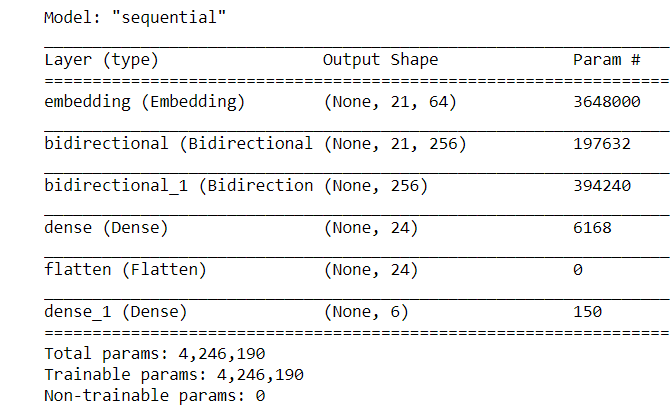 Model: "sequential"
Layer (type) Output Shape Param #
embedding (Embedding) (None, 21, 64) 3648000
bidirectional (Bidirectional (None, 21, 256) 197632
bidirectional_1 (Bidirection (None, 256) 394240
dense (Dense) (None, 24) 6168
flatten (Flatten) (None, 24) 0
dense_1 (Dense) (None, 6) 150
Total params: 4,246,190
Trainable params: 4,246,190
Non-trainable params: 0